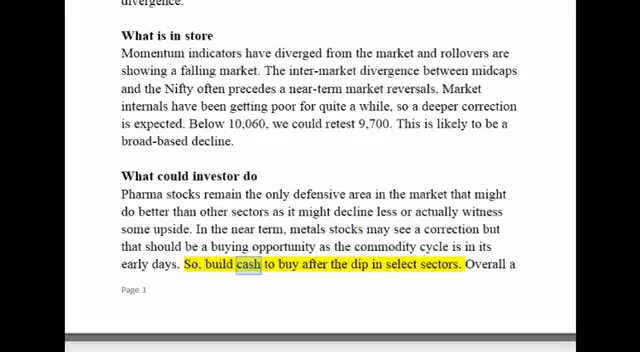 divergence.
What is in store
Momentum indicators have diverged from the market and rollovers are
showing a falling market. The inter-market divergence between midcaps
and the Nifty often precedes a near-term market reversals. Market
internals have been getting poor for quite a while, so a deeper correction
is expected. Below 10,060, we could retest 9,700. This is likely to be a
broad-based decline.
What could investor do
Pharma stocks remain the only defensive area in the market that might
do better than other sectors as it might decline less or actually witness
some upside. In the near term, metals stocks may see a correction but
that should be a buying opportunity as the commodity cycle is in its
early days. So, build cash to buy after the dip in select sectors. Overall a
Page 1